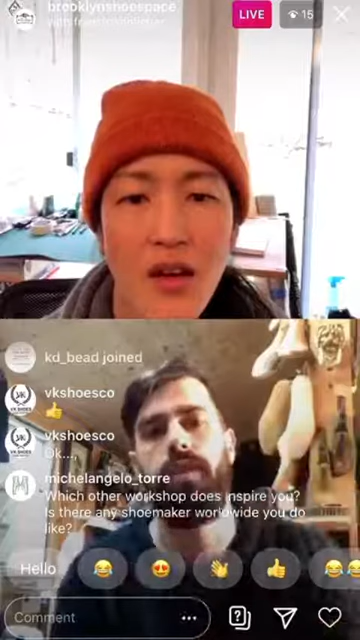 brooklynshoespace
LIVE
15
kd_bead joined
vkshoesco
vkshoesco
Ok...,
michelangelo_torre
Which other workshop does inspire you?
Is there any shoemaker worldwide you do
like?
Hello
Comment